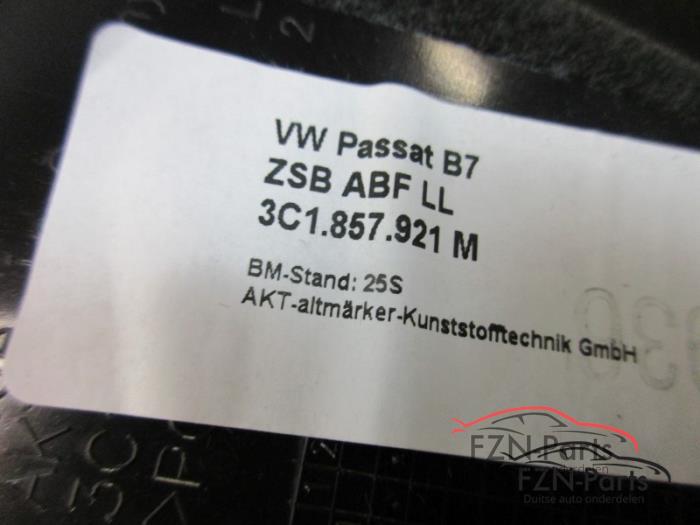 VW Passat B7
ZSB ABF LL
3C1.857.921 M
BM-Stand: 25S
AKT-altmärker-Kunststofftechnik GmbH
FZN-Parts
FZN-Parts
Duitse auto onderdelen